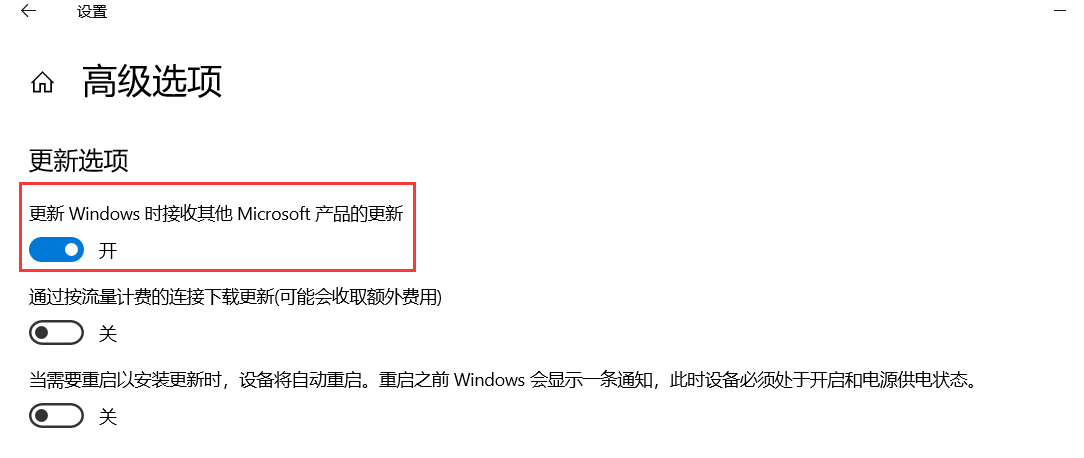 设置
高级选项
更新选项
更新 Windows 时接收其他 Microsoft 产品的更新
开
通过按流量计费的连接下载更新(可能会收取额外费用)
关
当需要重启以安装更新时，设备将自动重启。重启之前 Windows 会显示一条通知，此时设备必须处于开启和电源供电状态。
关